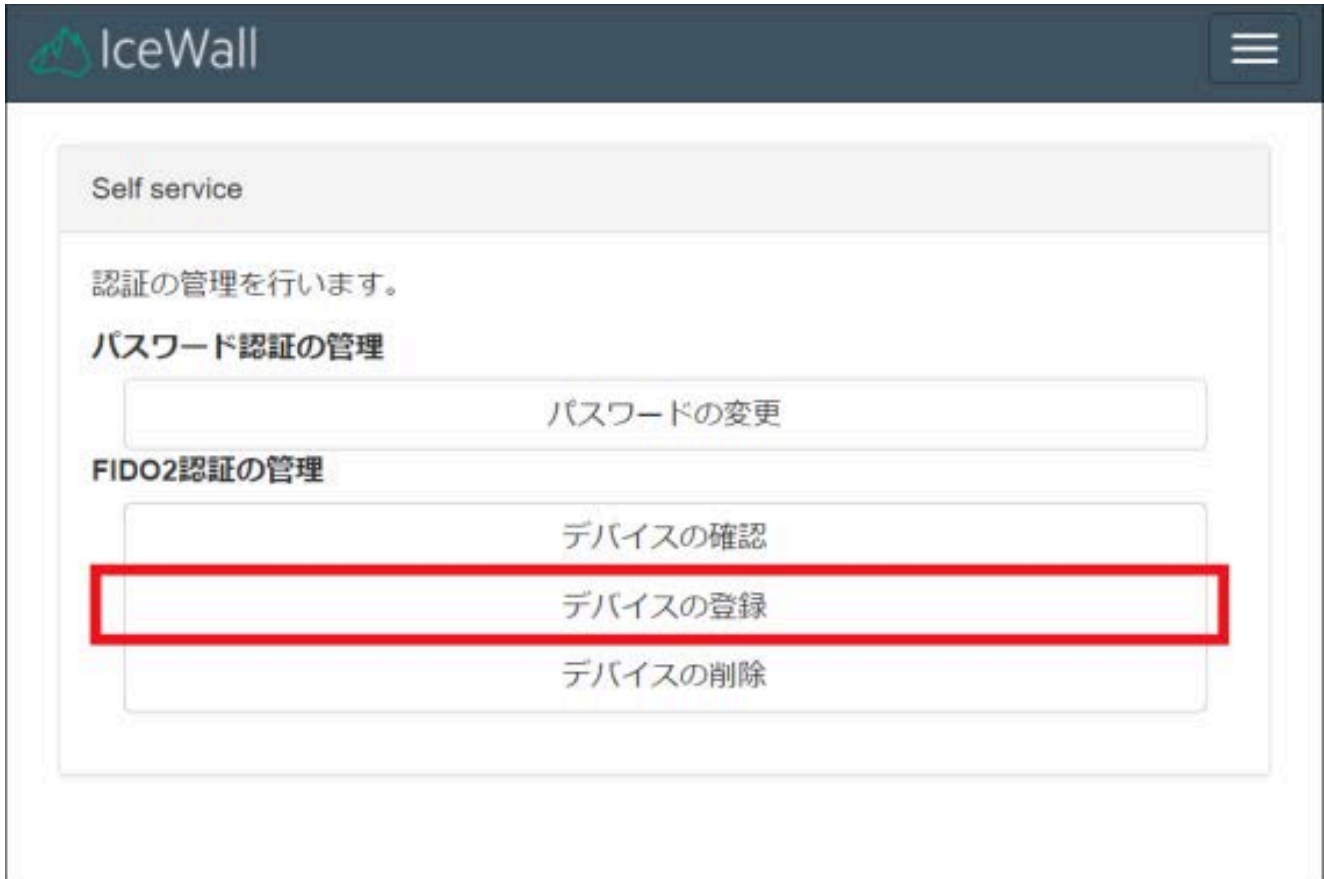 IceWall
Self service
認証の管理を行います。
パスワード認証の管理
パスワードの変更
FIDO2認証の管理
デバイスの確認
デバイスの登録
デバイスの削除